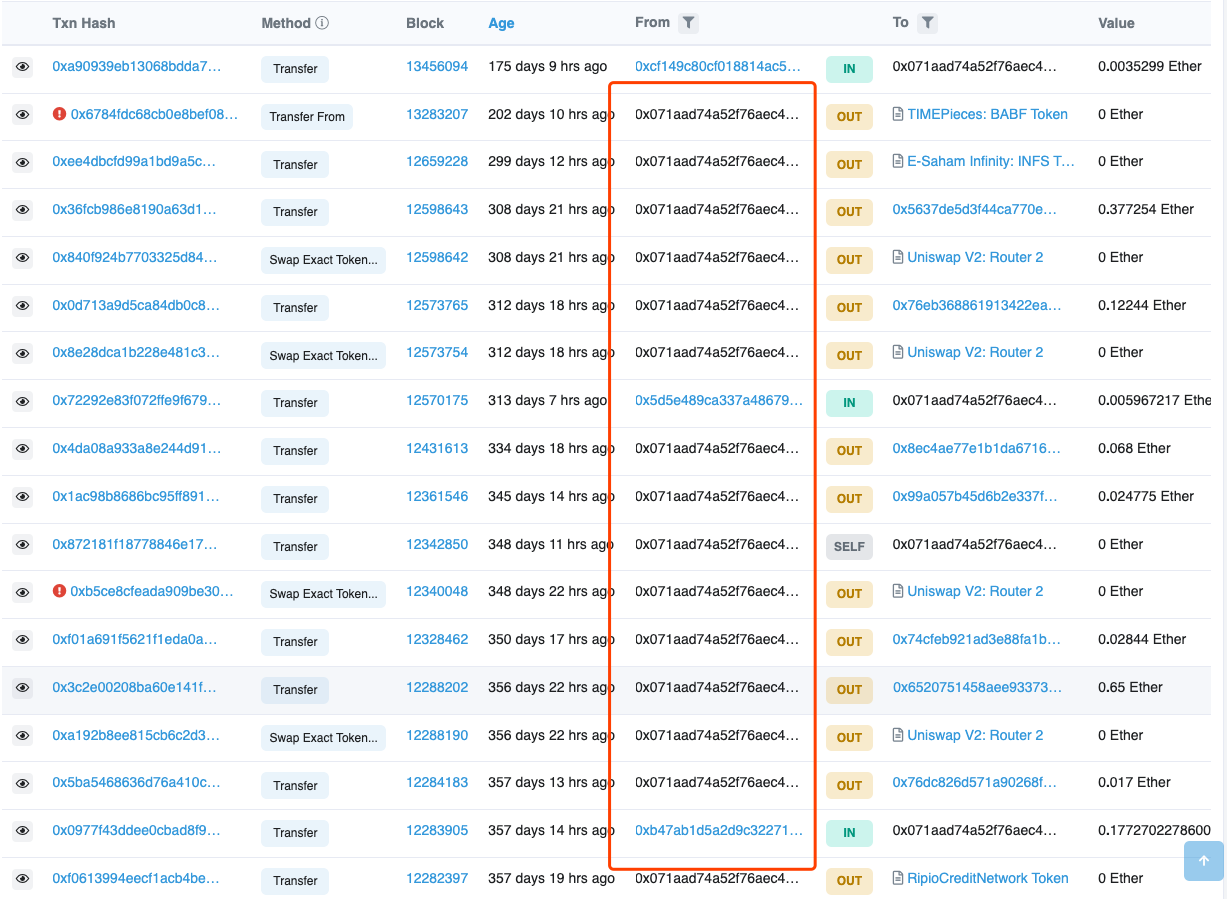 Txn Hash Method Block Age From To Value
0xa90939eb13068bdda7... Transfer 13456094 175 days 9 hrs ago 0xcf149c80cf018814ac5... IN 0x071aad74a52f76aec4... 0.0035299 Ether
0x6784fdc68cb0e8bef08... Transfer From 13283207 202 days 10 hrs ago 0x071aad74a52f76aec4... OUT TIMEPieces: BABF Token 0 Ether
0xee4dbcfd99a1bd9a5c... Transfer 12659228 299 days 12 hrs ago 0x071aad74a52f76aec4... OUT E-Saham Infinity: INFS T... 0 Ether
0x36fcb986e8190a63d1... Transfer 12598643 308 days 21 hrs ago 0x071aad74a52f76aec4... OUT 0x5637de5d3f44ca770e... 0.377254 Ether
0x840f924b7703325d84... Swap Exact Token... 12598642 308 days 21 hrs ago 0x071aad74a52f76aec4... OUT Uniswap V2: Router 2 0 Ether
0x0d713a9d5ca84db0c8... Transfer 12573765 312 days 18 hrs ago 0x071aad74a52f76aec4... OUT 0x76eb368861913422ea... 0.12244 Ether
0x8e28dca1b228e481c3... Swap Exact Token... 12573754 312 days 18 hrs ago 0x071aad74a52f76aec4... OUT Uniswap V2: Router 2 0 Ether
0x72292e83f072ffe9f679... Transfer 12570175 313 days 7 hrs ago 0x5d5e489ca337a48679... IN 0x071aad74a52f76aec4... 0.005967217 Ethe
0x4da08a933a8e244d91... Transfer 12431613 334 days 18 hrs ago 0x071aad74a52f76aec4... OUT 0x8ec4ae77e1b1da6716... 0.068 Ether
0x1ac98b8686bc95ff891... Transfer 12361546 345 days 14 hrs ago 0x071aad74a52f76aec4... OUT 0x99a057b45d6b2e337f... 0.024775 Ether
0x872181f18778846e17... Transfer 12342850 348 days 11 hrs ago 0x071aad74a52f76aec4... SELF 0x071aad74a52f76aec4... 0 Ether
0xb5ce8cfeada909be30... Swap Exact Token... 12340048 348 days 22 hrs ago 0x071aad74a52f76aec4... OUT Uniswap V2: Router 2 0 Ether
0xf01a691f5621f1eda0a... Transfer 12328462 350 days 17 hrs ago 0x071aad74a52f76aec4... OUT 0x74cfeb921ad3e88fa1b... 0.02844 Ether
0x3c2e00208ba60e141f... Transfer 12288202 356 days 22 hrs ago 0x071aad74a52f76aec4... OUT 0x6520751458aee93373... 0.65 Ether
0xa192b8ee815cb6c2d3... Swap Exact Token... 12288190 356 days 22 hrs ago 0x071aad74a52f76aec4... OUT Uniswap V2: Router 2 0 Ether
0x5ba5468636d76a410c... Transfer 12284183 357 days 13 hrs ago 0x071aad74a52f76aec4... OUT 0x76dc826d571a90268f... 0.017 Ether
0x0977f43ddee0cbad8f9... Transfer 12283905 357 days 14 hrs ago 0xb47ab1d5a2d9c32271... IN 0x071aad74a52f76aec4... 0.1772702278600
0xf0613994eecf1acb4be... Transfer 12282397 357 days 19 hrs ago 0x071aad74a52f76aec4... OUT RipioCreditNetwork Token 0 Ether